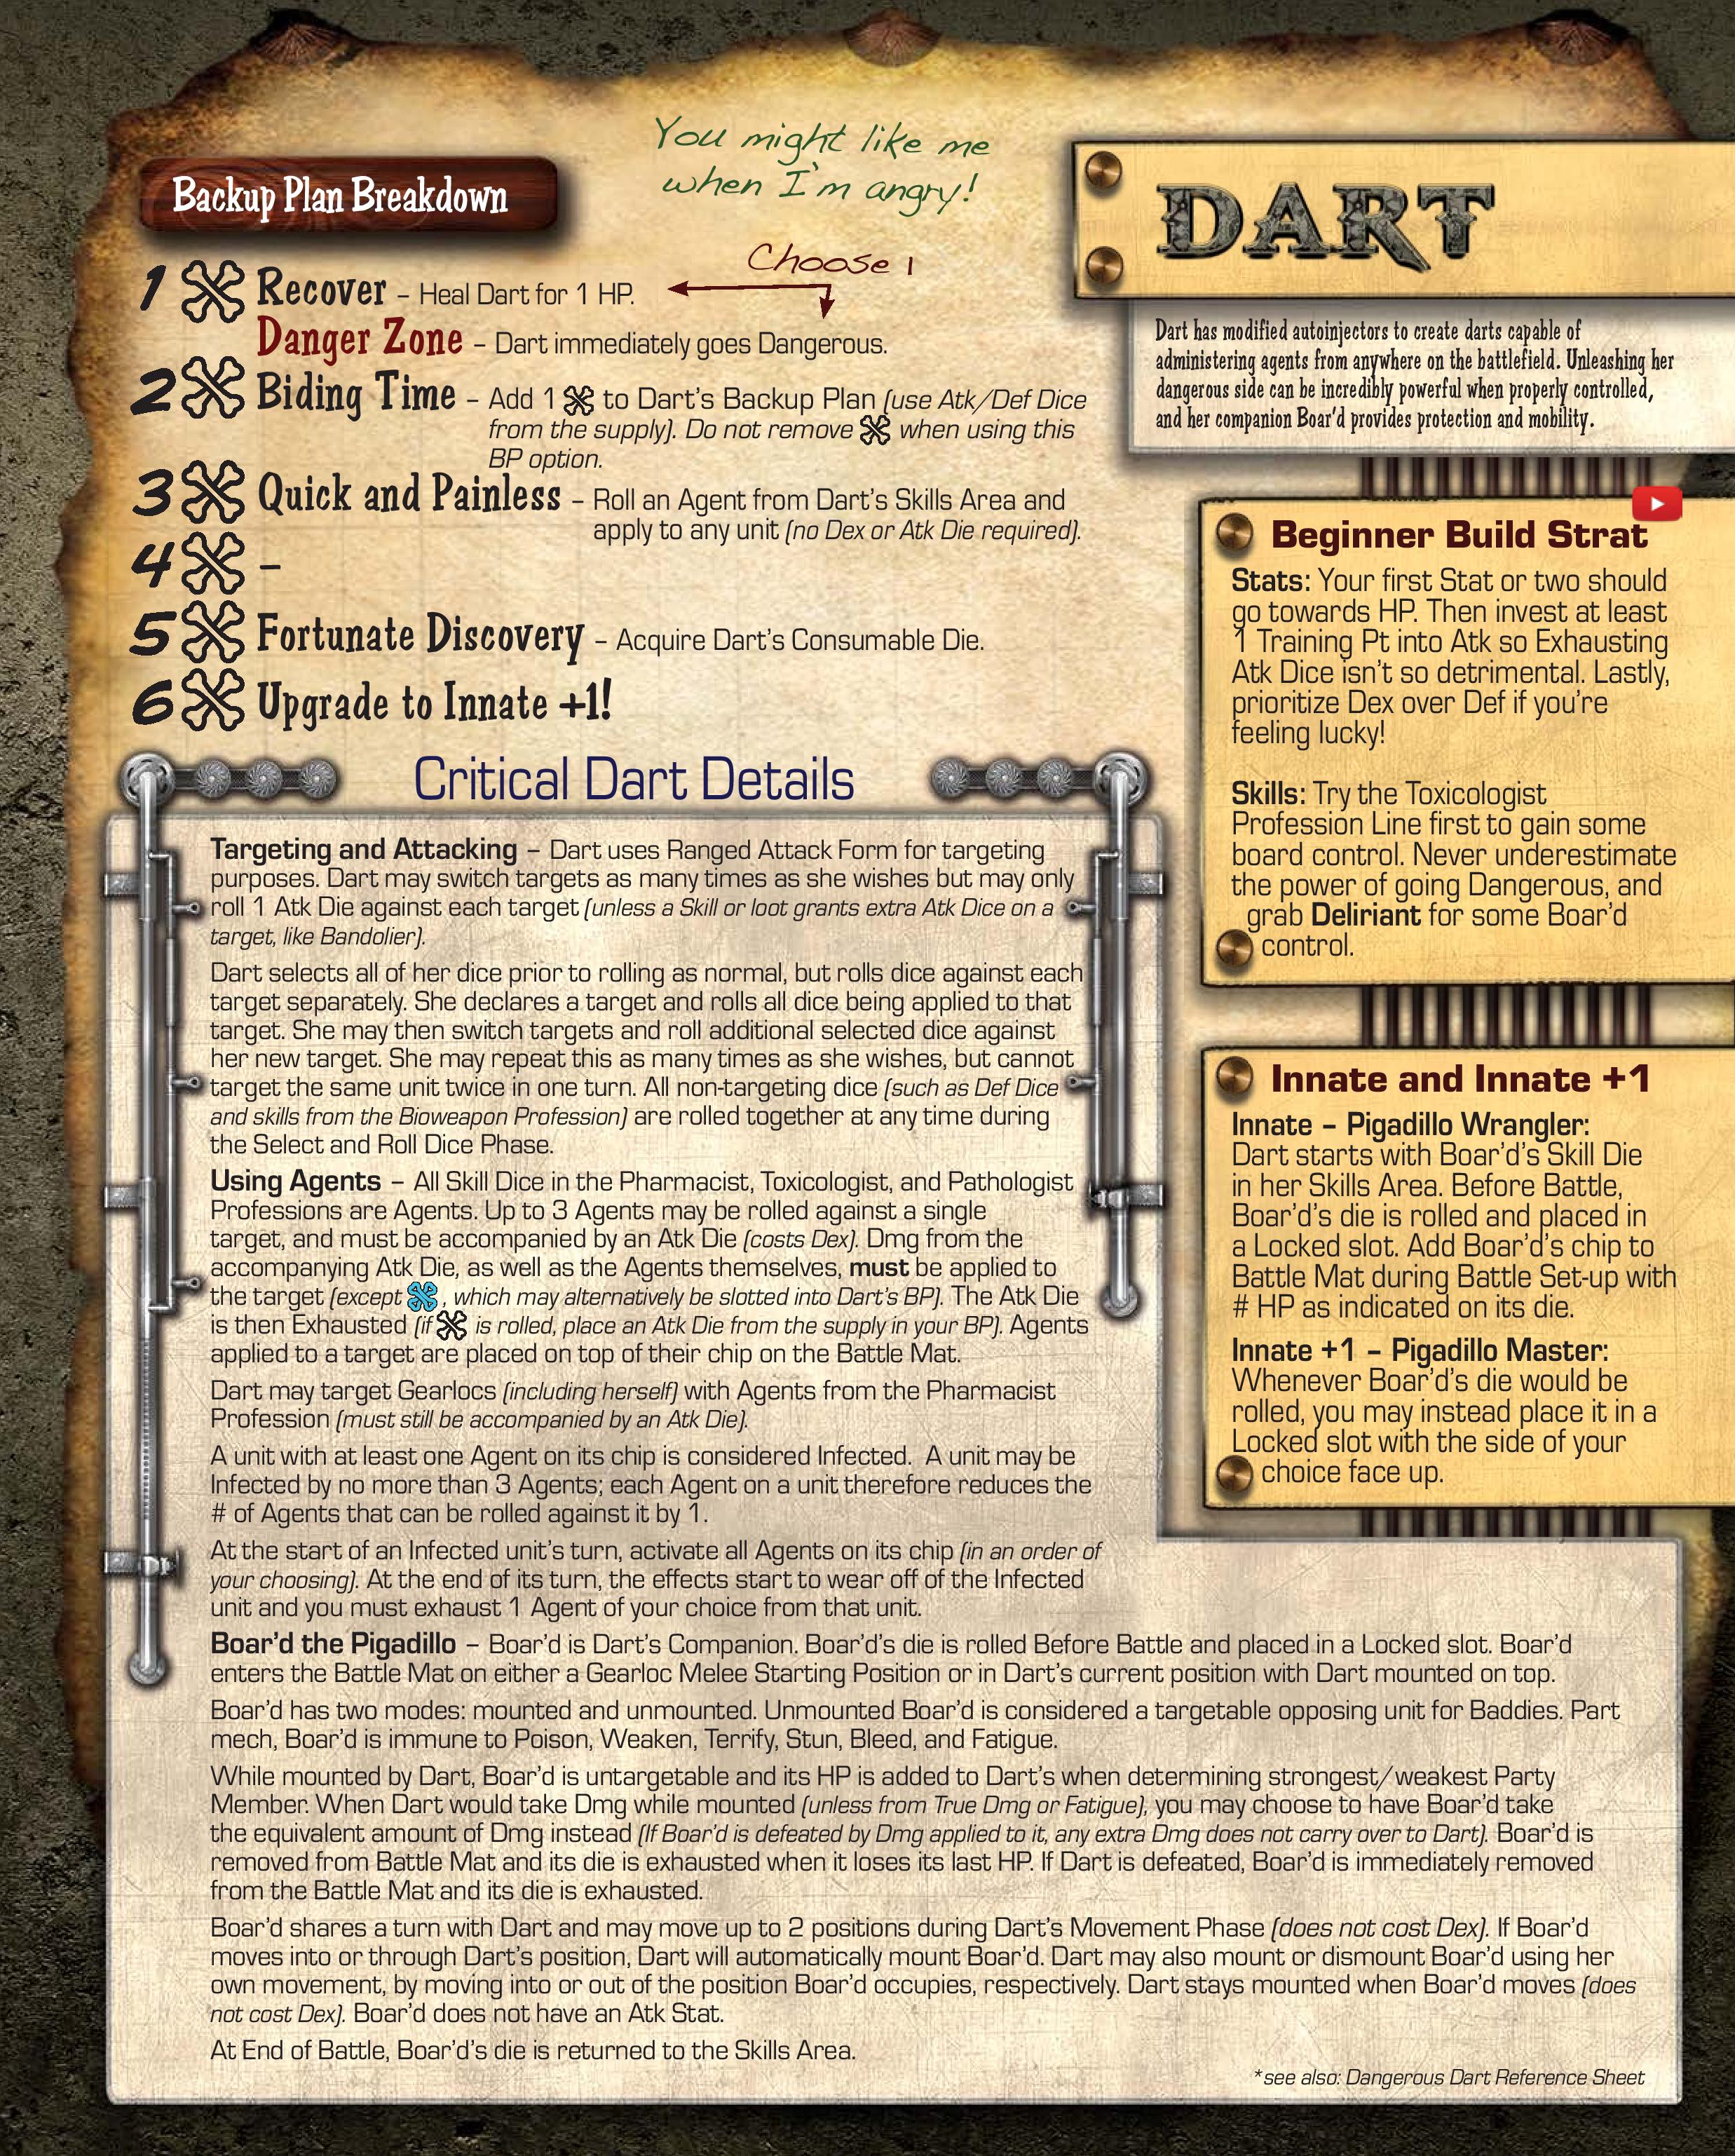 You might like me
when I'm angry!
Backup Plan Breakdown
Choose 1
1 Recover – Heal Dart for 1 HP.
Danger Zone – Dart immediately goes Dangerous.
2 Biding Time – Add 1 to Dart's Backup Plan (use Atk/Def Dice
from the supply). Do not remove when using this
BP option.
3 Quick and Painless – Roll an Agent from Dart's Skills Area and
apply to any unit (no Dex or Atk Die required).
4 –
5 Fortunate Discovery – Acquire Dart's Consumable Die.
6 Upgrade to Innate +1!
DART
Dart has modified autoinjectors to create darts capable of
administering agents from anywhere on the battlefield. Unleashing her
dangerous side can be incredibly powerful when properly controlled,
and her companion Boar'd provides protection and mobility.
Beginner Build Strat
Stats: Your first Stat or two should
go towards HP. Then invest at least
1 Training Pt into Atk so Exhausting
Atk Dice isn't so detrimental. Lastly,
prioritize Dex over Def if you're
feeling lucky!
Skills: Try the Toxicologist
Profession Line first to gain some
board control. Never underestimate
the power of going Dangerous, and
grab Deliriant for some Boar'd
control.
Innate and Innate +1
Innate – Pigadillo Wrangler:
Dart starts with Boar'd's Skill Die
in her Skills Area. Before Battle,
Boar'd's die is rolled and placed in
a Locked slot. Add Boar'd's chip to
Battle Mat during Battle Set-up with
# HP as indicated on its die.
Innate +1 – Pigadillo Master:
Whenever Boar'd's die would be
rolled, you may instead place it in a
Locked slot with the side of your
choice face up.
Critical Dart Details
Targeting and Attacking – Dart uses Ranged Attack Form for targeting
purposes. Dart may switch targets as many times as she wishes but may only
roll 1 Atk Die against each target (unless a Skill or loot grants extra Atk Dice on a
target, like Bandolier).
Dart selects all of her dice prior to rolling as normal, but rolls dice against each
target separately. She declares a target and rolls all dice being applied to that
target. She may then switch targets and roll additional selected dice against
her new target. She may repeat this as many times as she wishes, but cannot
target the same unit twice in one turn. All non-targeting dice (such as Def Dice
and skills from the Bioweapon Profession) are rolled together at any time during
the Select and Roll Dice Phase.
Using Agents – All Skill Dice in the Pharmacist, Toxicologist, and Pathologist
Professions are Agents. Up to 3 Agents may be rolled against a single
target, and must be accompanied by an Atk Die (costs Dex). Dmg from the
accompanying Atk Die, as well as the Agents themselves, must be applied to
the target (except , which may alternatively be slotted into Dart's BP). The Atk Die
is then Exhausted (if is rolled, place an Atk Die from the supply in your BP). Agents
applied to a target are placed on top of their chip on the Battle Mat.
Dart may target Gearlocs (including herself) with Agents from the Pharmacist
Profession (must still be accompanied by an Atk Die).
A unit with at least one Agent on its chip is considered Infected. A unit may be
Infected by no more than 3 Agents; each Agent on a unit therefore reduces the
# of Agents that can be rolled against it by 1.
At the start of an Infected unit's turn, activate all Agents on its chip (in an order of
your choosing). At the end of its turn, the effects start to wear off of the Infected
unit and you must exhaust 1 Agent of your choice from that unit.
Boar'd the Pigadillo – Boar'd is Dart's Companion. Boar'd's die is rolled Before Battle and placed in a Locked slot. Boar'd
enters the Battle Mat on either a Gearloc Melee Starting Position or in Dart's current position with Dart mounted on top.
Boar'd has two modes: mounted and unmounted. Unmounted Boar'd is considered a targetable opposing unit for Baddies. Part
mech, Boar'd is immune to Poison, Weaken, Terrify, Stun, Bleed, and Fatigue.
While mounted by Dart, Boar'd is untargetable and its HP is added to Dart's when determining strongest/weakest Party
Member. When Dart would take Dmg while mounted (unless from True Dmg or Fatigue), you may choose to have Boar'd take
the equivalent amount of Dmg instead (If Boar'd is defeated by Dmg applied to it, any extra Dmg does not carry over to Dart). Boar'd is
removed from Battle Mat and its die is exhausted when it loses its last HP. If Dart is defeated, Boar'd is immediately removed
from the Battle Mat and its die is exhausted.
Boar'd shares a turn with Dart and may move up to 2 positions during Dart's Movement Phase (does not cost Dex). If Boar'd
moves into or through Dart's position, Dart will automatically mount Boar'd. Dart may also mount or dismount Boar'd using her
own movement, by moving into or out of the position Boar'd occupies, respectively. Dart stays mounted when Boar'd moves (does
not cost Dex). Boar'd does not have an Atk Stat.
At End of Battle, Boar'd's die is returned to the Skills Area.
*see also: Dangerous Dart Reference Sheet